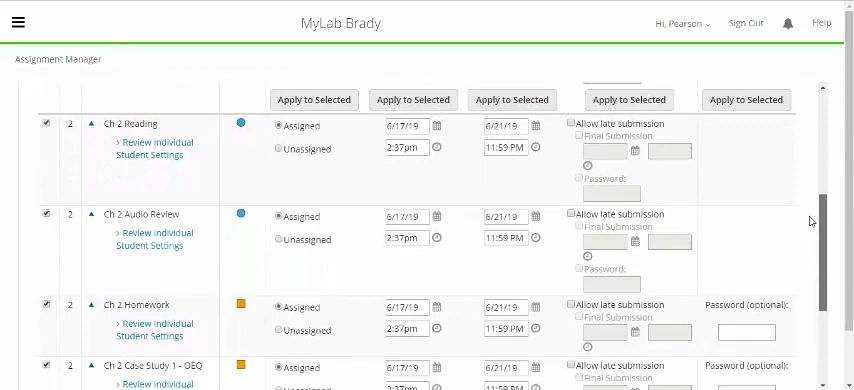 MyLab Brady
Hi, Pearson
Sign Out
Help
Assignment Manager
Apply to Selected
Apply to Selected
Apply to Selected
Apply to Selected
Apply to Selected
2
Ch 2 Reading
> Review Individual
Student Settings
Assigned
Unassigned
6/17/19
2:37pm
6/21/19
11:59 PM
Allow late submission
Final Submission
Password:
2
Ch 2 Audio Review
> Review Individual
Student Settings
Assigned
Unassigned
6/17/19
2:37pm
6/21/19
11:59 PM
Allow late submission
Final Submission
Password:
2
Ch 2 Homework
> Review Individual
Student Settings
Assigned
Unassigned
6/17/19
2:37pm
6/21/19
11:59 PM
Allow late submission
Final Submission
Password (optional):
2
Ch 2 Case Study 1 - OEQ
> Review Individual
Assigned
6/17/19
6/21/19
Allow late submission
Password (optional):